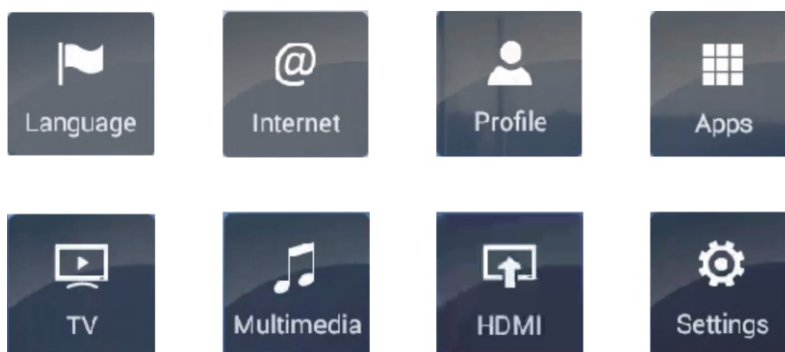 Language
@
Internet
Profile
Apps
TV
Multimedia
HDMI
Settings